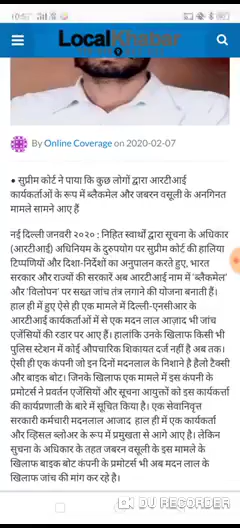 LocalKhabar
By Online Coverage on 2020-02-07
• सुप्रीम कोर्ट ने पाया कि कुछ लोगों द्वारा आरटीआई
कार्यकर्ताओं के रूप में ब्लैकमेल और जबरन वसूली के अनगिनत
मामले सामने आए हैं
नई दिल्ली जनवरी २०२० : निहित स्वार्थों द्वारा सूचना के अधिकार
(आरटीआई) अधिनियम के दुरुपयोग पर सुप्रीम कोर्ट की हालिया
टिप्पणियों और दिशा-निर्देशों का अनुपालन करते हुए, भारत
सरकार और राज्यों की सरकारें अब आरटीआई नाम में 'ब्लैकमेल'
और 'विलोपन' पर सख्त जांच तंत्र लगाने की योजना बनाती हैं।
हाल ही में हुए ऐसे ही एक मामले में दिल्ली-एनसीआर के
आरटीआई कार्यकर्ताओं में से एक मदन लाल आज़ाद भी जांच
एजेंसियों की रडार पर आए हैं। हालांकि उनके खिलाफ किसी भी
पुलिस स्टेशन में कोई औपचारिक शिकायत दर्ज नहीं है अब तक।
ऐसी ही एक कंपनी जो इन दिनों मदनलाल के निशाने है हैलो टैक्सी
और बाइक बोट। जिनके खिलाफ एक मामले में इस कंपनी के
प्रमोटर्स ने प्रवर्तन एजेंसियों और सूचना आयुक्तों को इस कार्यकर्त्ता
की कार्यप्रणाली के बारे में सूचित किया है। एक सेवानिवृत्त
सरकारी कर्मचारी मदनलाल आजाद हाल ही में एक कार्यकर्ता
और व्हिसल ब्लोअर के रूप में प्रमुखता से आगे आए है। लेकिन
सुचना के अधिकार के तहत जबरन वसूली के इस मामले के
खिलाफ बाइक बोट कंपनी के प्रमोटर्स भी अब मदन लाल के
खिलाफ जांच की मांग कर रहे है।
DU RECORDER